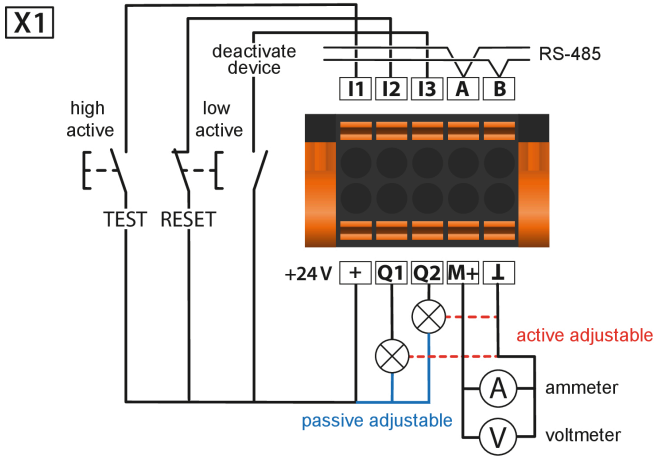 X1
deactivate
device
RS-485
I1 I2 I3 A B
high
active
low
active
TEST RESET
+24 V + Q1 Q2 M+ ⊥
active adjustable
A ammeter
passive adjustable
V voltmeter